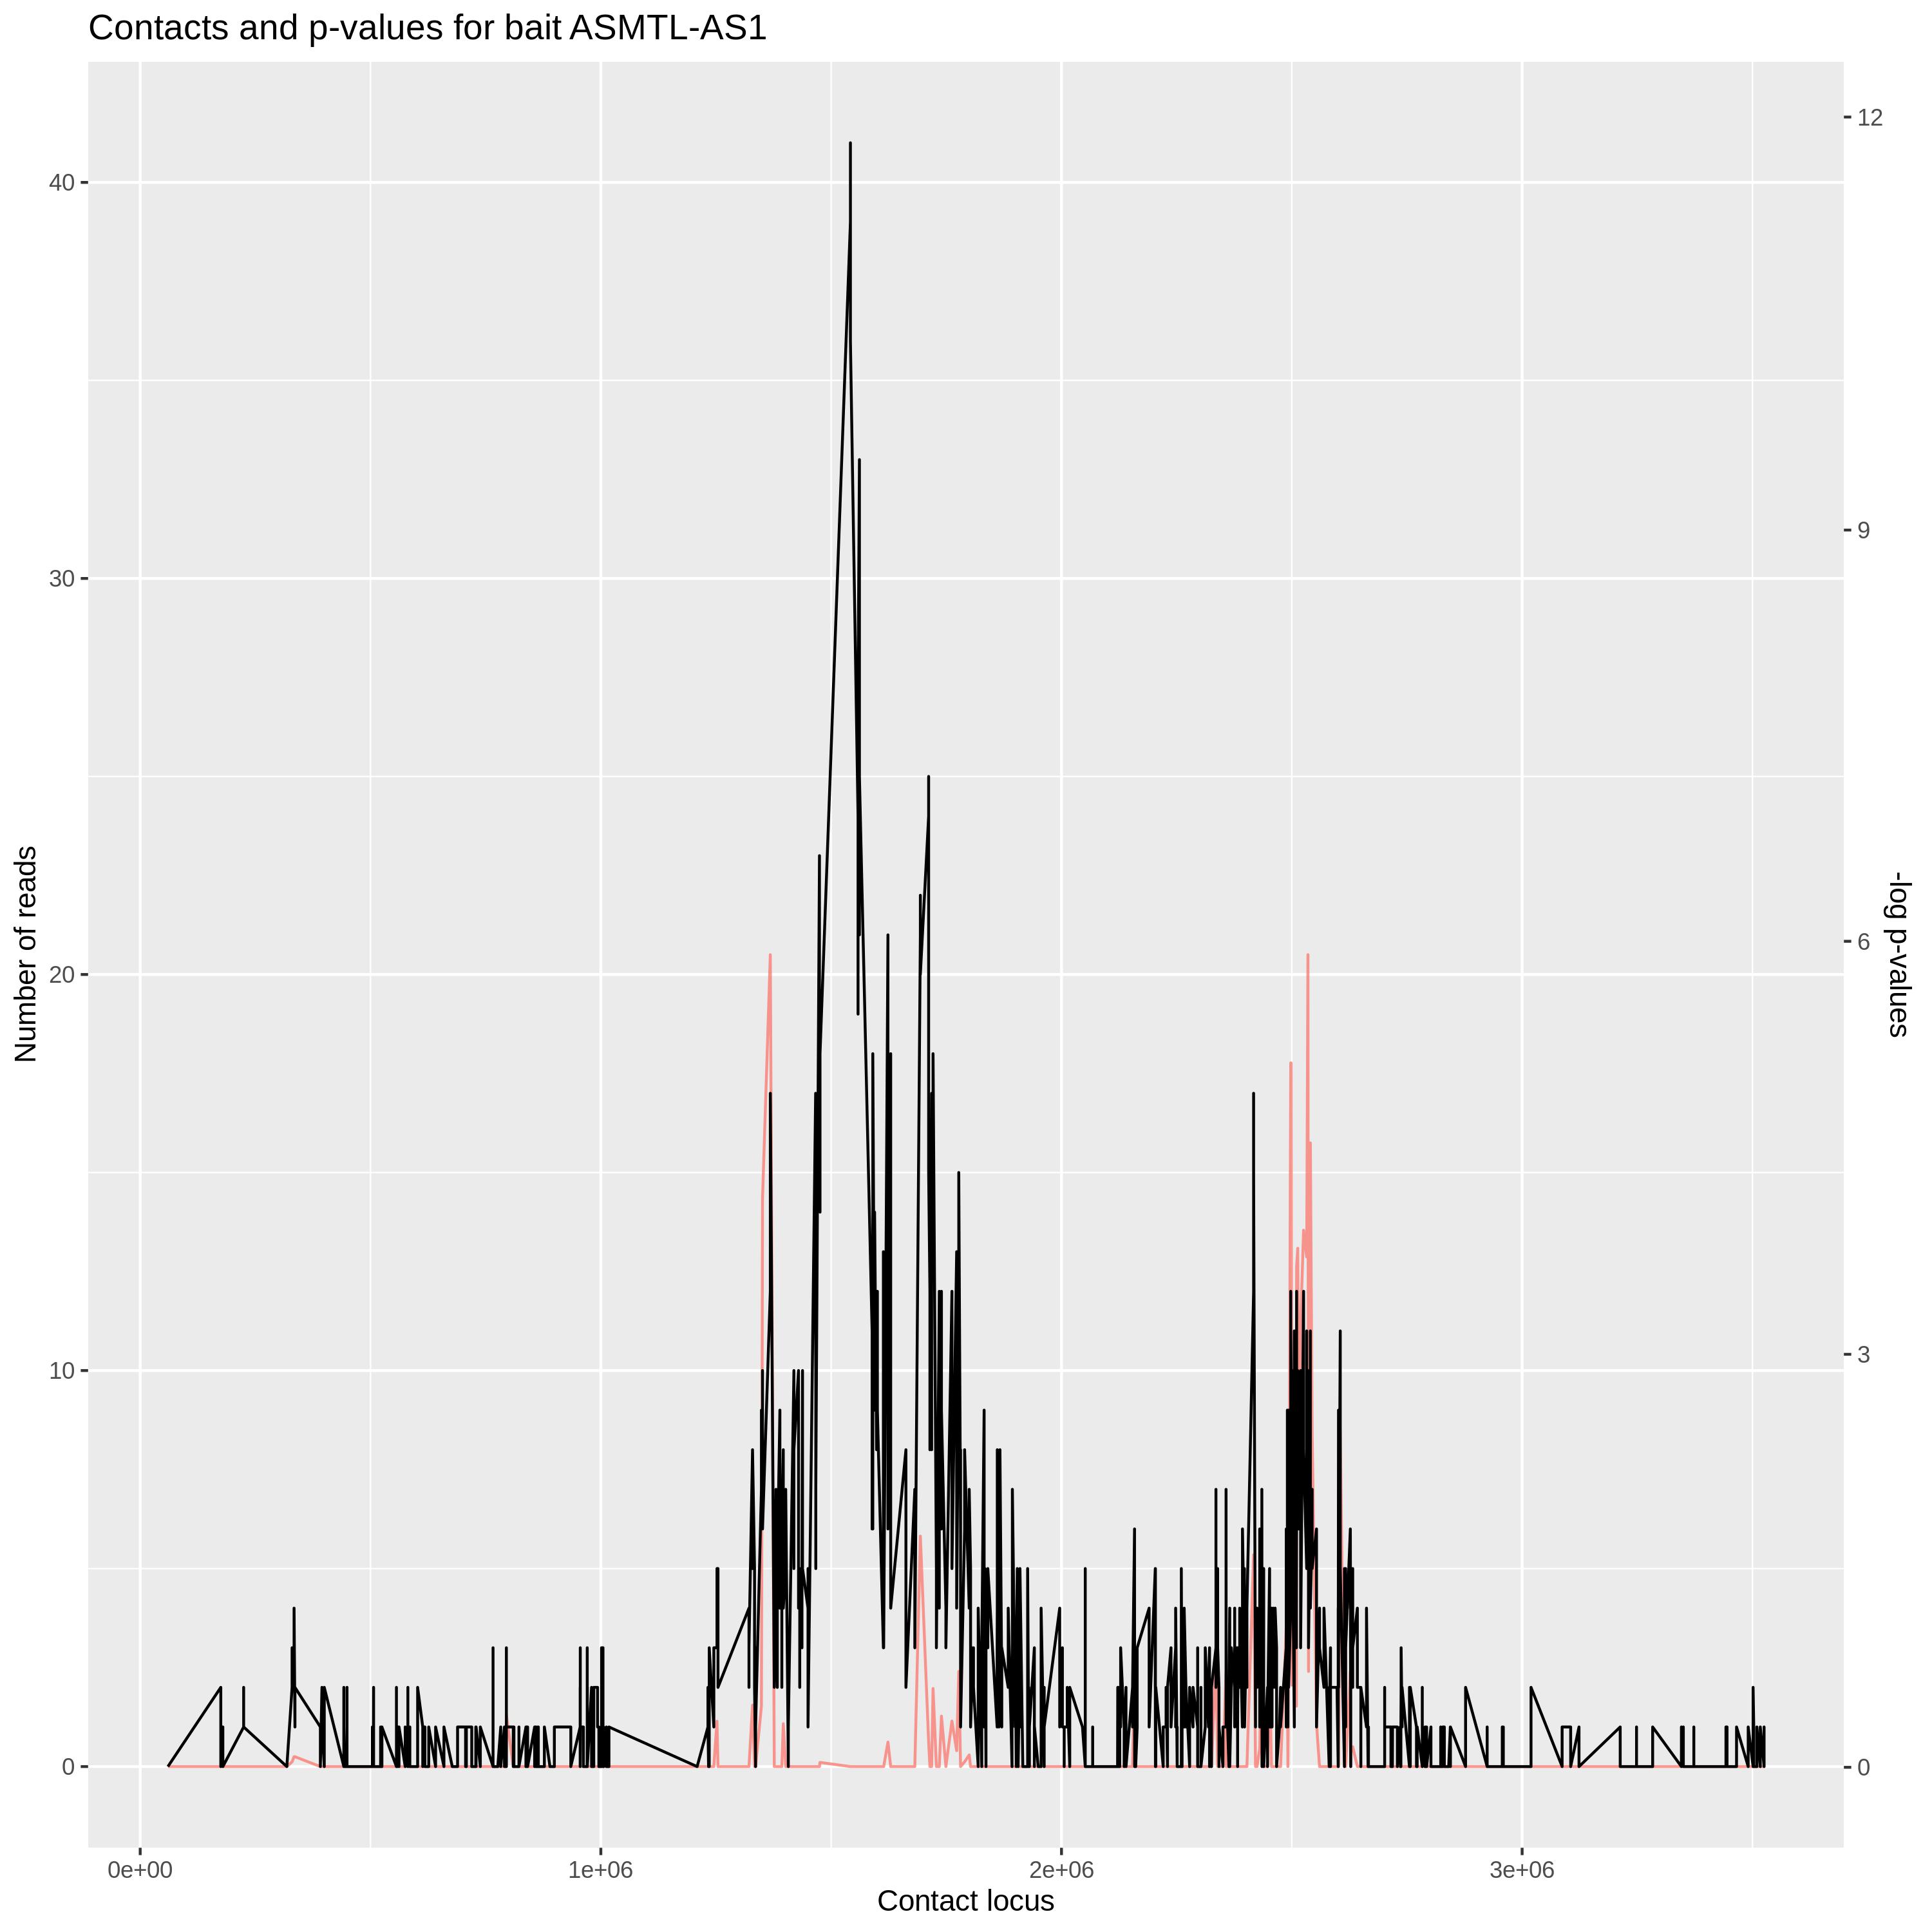 Contacts and p-values for bait ASMTL-AS1
12
40
9
30
Number of reads
-log p-values
6
20
3
10
0
0
0e+00
1e+06
2e+06
3e+06
Contact locus